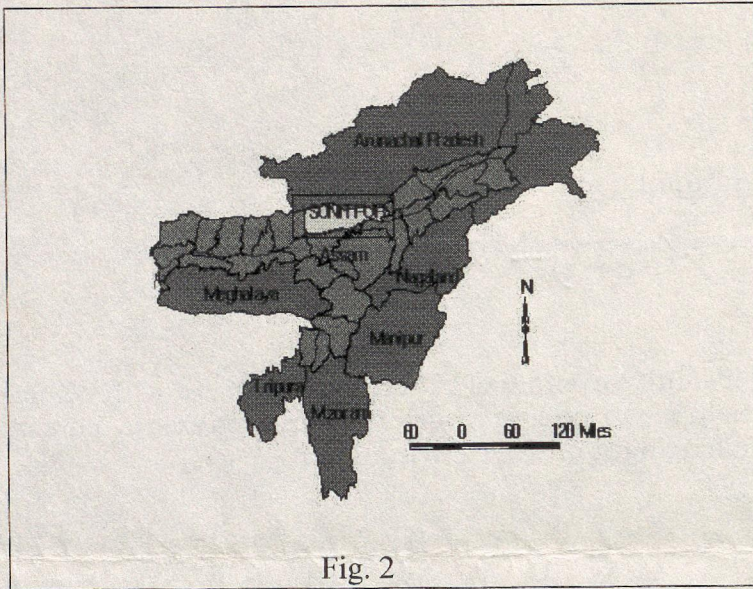 Arunachal Pradesh
SONITPUR
Assam
Nagaland
Meghalaya
N
Manipur
Tripura
Mizoram
60 0 60 120 Miles
Fig. 2